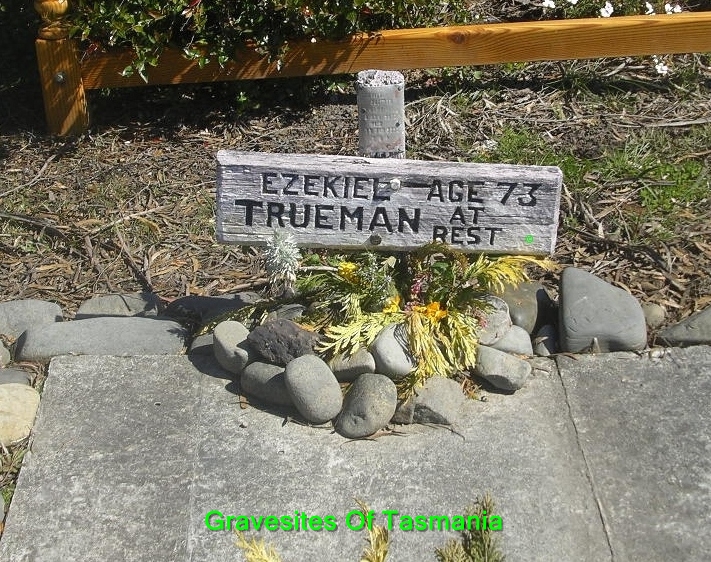 EZEKIEL AGE 73
TRUEMAN AT
REST
Gravesites Of Tasmania